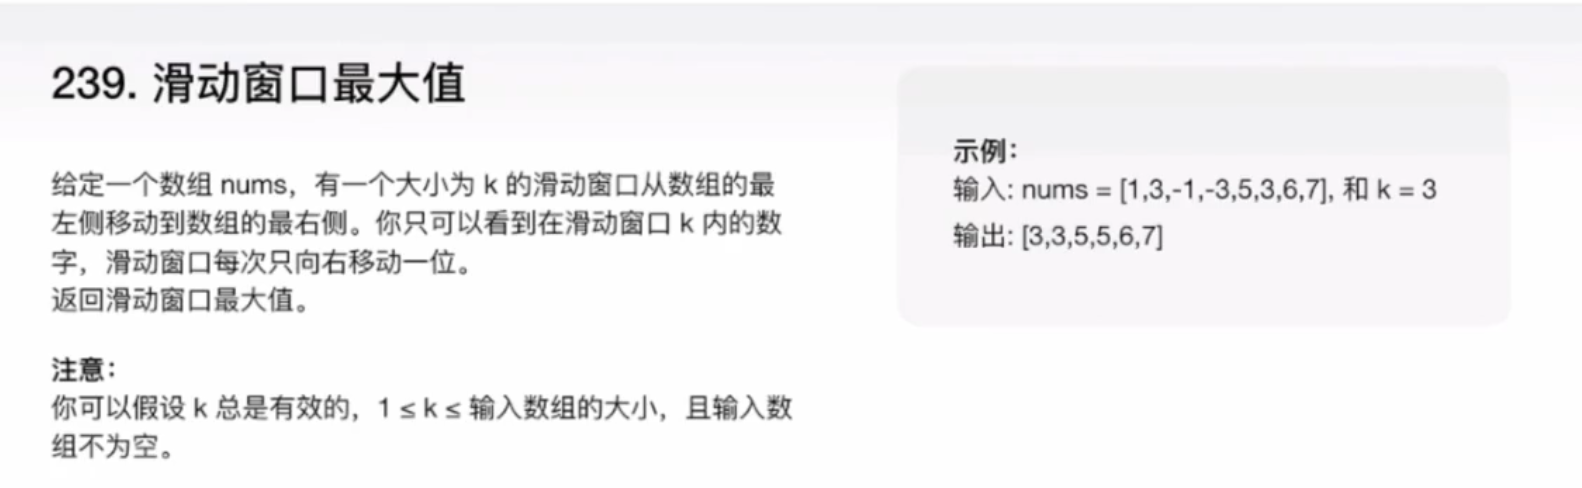 239. 滑动窗口最大值
给定一个数组 nums，有一个大小为 k 的滑动窗口从数组的最
左侧移动到数组的最右侧。你只可以看到在滑动窗口 k 内的数
字，滑动窗口每次只向右移动一位。
返回滑动窗口最大值。
注意：
你可以假设 k 总是有效的，1 ≤ k ≤ 输入数组的大小，且输入数
组不为空。
示例：
输入: nums = [1,3,-1,-3,5,3,6,7], 和 k = 3
输出: [3,3,5,5,6,7]